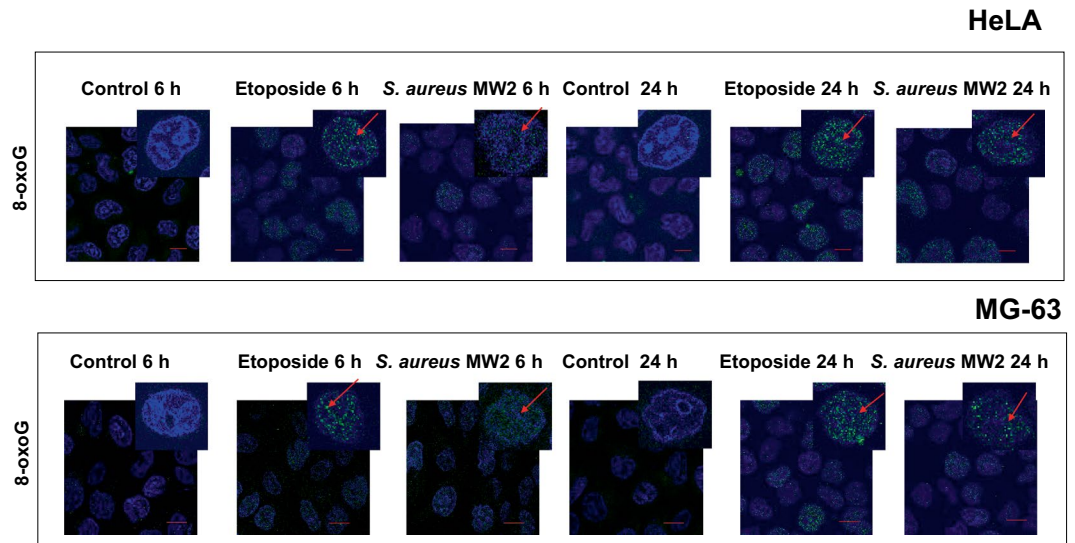 HeLA
Control 6 h Etoposide 6 h S. aureus MW2 6 h Control 24 h Etoposide 24 h S. aureus MW2 24 h
8-oxoG
MG-63
Control 6 h Etoposide 6 h S. aureus MW2 6 h Control 24 h Etoposide 24 h S. aureus MW2 24 h
8-oxoG